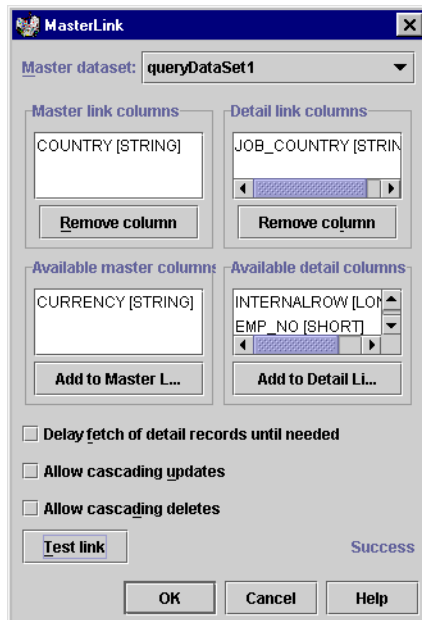 MasterLink
Master dataset: queryDataSet1
Master link columns Detail link columns
COUNTRY [STRING] JOB_COUNTRY [STRIN
Remove column Remove column
Available master columns Available detail columns
CURRENCY [STRING] INTERNALROW [LON
EMP_NO [SHORT]
Add to Master L... Add to Detail Li...
Delay fetch of detail records until needed
Allow cascading updates
Allow cascading deletes
Test link Success
OK Cancel Help